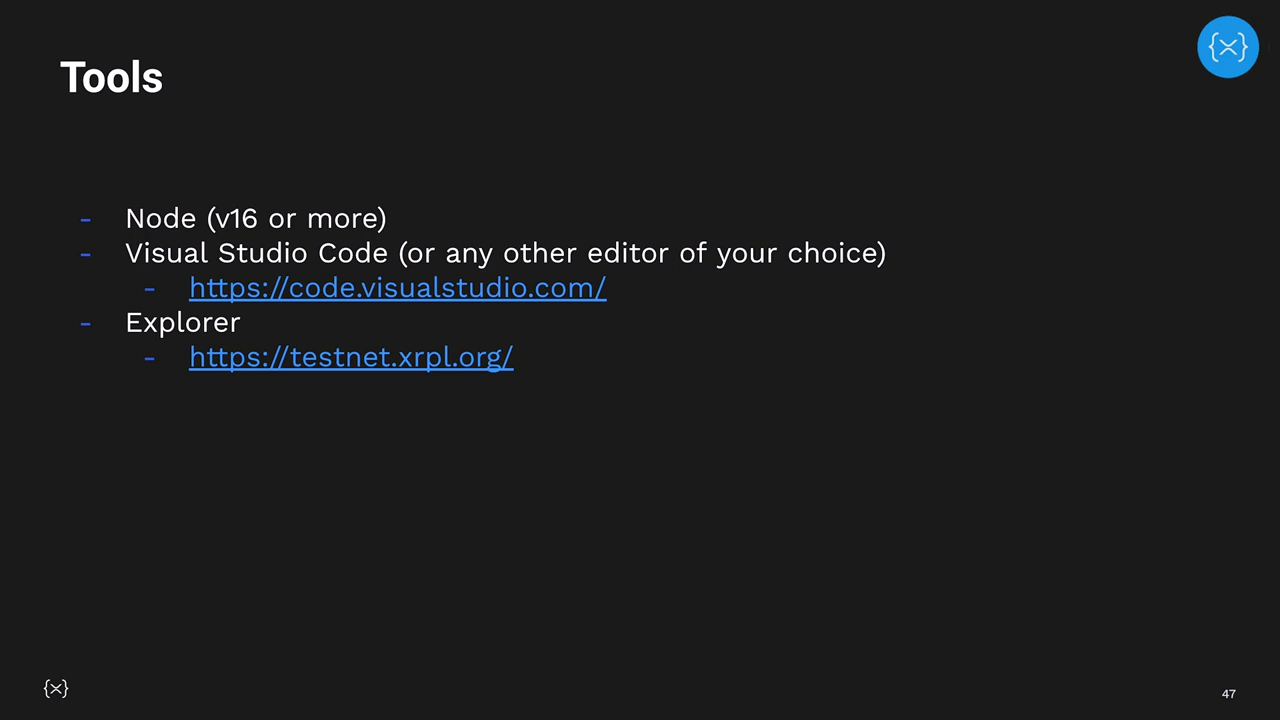 Tools
- Node (v16 or more)
- Visual Studio Code (or any other editor of your choice)
- https://code.visualstudio.com/
- Explorer
- https://testnet.xrpl.org/
{x}
{x}
47